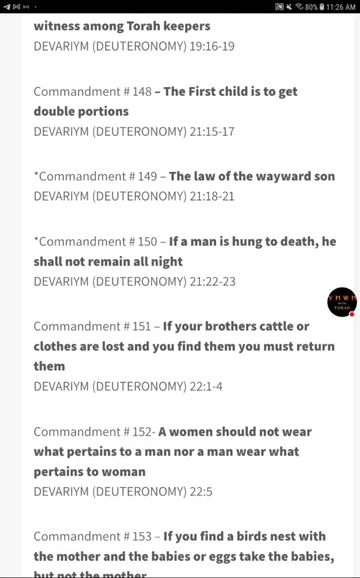 80% 11:26 AM
witness among Torah keepers
DEVARIYM (DEUTERONOMY) 19:16-19
Commandment # 148 – The First child is to get
double portions
DEVARIYM (DEUTERONOMY) 21:15-17
*Commandment # 149 – The law of the wayward son
DEVARIYM (DEUTERONOMY) 21:18-21
*Commandment # 150 – If a man is hung to death, he
shall not remain all night
DEVARIYM (DEUTERONOMY) 21:22-23
Commandment # 151 – If your brothers cattle or
clothes are lost and you find them you must return
them
DEVARIYM (DEUTERONOMY) 22:1-4
Commandment # 152- A women should not wear
what pertains to a man nor a man wear what
pertains to woman
DEVARIYM (DEUTERONOMY) 22:5
Commandment # 153 – If you find a birds nest with
the mother and the babies or eggs take the babies,
but not the mother